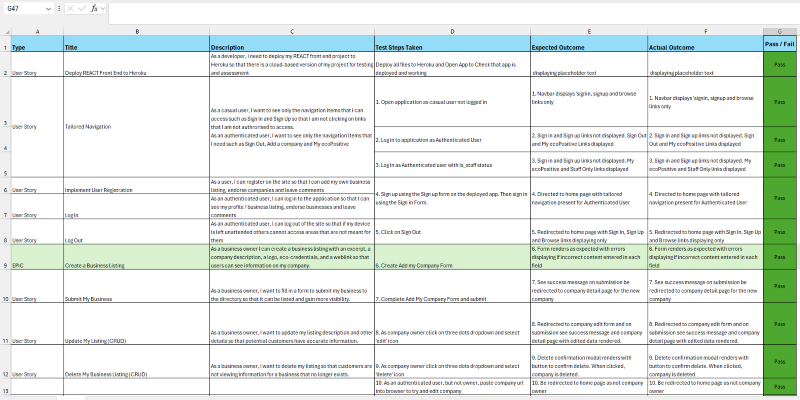 G47
fx
A B C D E F G
1 Type Title Description Test Steps Taken Expected Outcome Actual Outcome Pass / Fail
As a developer, I need to deploy my REACT front end project to
Heroku so that there is a cloud-based version of my project for testing
and assessment
Deploy all files to Heroku and Open App to Check that app is
deployed and working
2 User Story Deploy REACT Front End to Heroku
displaying placeholder text
displaying placeholder text
Pass
3 User Story Tailored Navigation
As a casual user, I want to see only the navigation items that I can
access such as Sign In and Sign Up so that I am not clicking on links
that I am not authorised to access.
1. Open application as casual user not logged in
1. Navbar displays 'signin, signup and browse
links only
1. Navbar displays 'signin, signup and browse
links only
Pass
4
As an authenticated user, I want to see only the navigation items that
I need such as Sign Out, Add a company and My ecoPositive
2. Log in to application as Authenticated User
2. Sign in and Sign up links not displayed, Sign Out
and My ecoPositive Links displayed
2. Sign in and Sign up links not displayed, Sign
Out and My ecoPositive Links displayed
Pass
5
3. Log in as Authenticated user with is_staff status
3. Sign in and Sign up links not displayed, My
ecoPositive and Staff Only Links displayed
3. Sign in and Sign up links not displayed, My
ecoPositive and Staff Only Links displayed
Pass
6 User Story Implement User Registration
As a user, I can register on the site so that I can add my own business
listing, endorse companies and leave comments
4. Sign up using the Sign up form on the deployed app. Then sign in
using the Sign in Form.
4. Directed to home page with tailored
navigation present for Authenticated User
4. Directed to home page with tailored
navigation present for Authenticated User
Pass
7 User Story Log In
As an authenticated user, I can log in to the application so that I can
see my profile / business listing, endorse businesses and leave
comments
Pass
8 User Story Log Out
As an authenticated user, I can log out of the site so that if my device
is left unattended others cannot access areas that are not meant for
them
5. Click on Sign Out
5. Redirected to home page with Sign In, Sign Up
and Browse links displaying only
5. Redirected to home page with Sign In, Sign Up
and Browse links displaying only
Pass
9 EPIC Create a Business Listing
As a business owner I can create a business listing with an excerpt, a
company description, a logo, eco-credentials, and a weblink so that
users can see information on my company.
6. Create Add my Company Form
6. Form renders as expected with errors
displaying if incorrect content entered in each
field
6. Form renders as expected with errors
displaying if incorrect content entered in each
field
Pass
10 User Story Submit My Business
As a business owner, I want to fill in a form to submit my business to
the directory so that it can be listed and gain more visibility.
7. Complete Add My Company Form and submit
7. See success message on submission and be
redirected to company detail page for the new
company
7. See success message on submission and be
redirected to company detail page for the new
company
Pass
11 User Story Update My Listing (CRUD)
As a business owner, I want to update my listing description and other
details so that potential customers have accurate information.
8. As company owner click on three dots dropdown and select
'edit' icon
8. Redirected to company edit form and on
submission see success message and company
detail page with edited data rendered.
8. Redirected to company edit form and on
submission see success message and company
detail page with edited data rendered.
Pass
12 User Story Delete My Business Listing (CRUD)
As a business owner, I want to delete my listing so that customers are
not viewing information for a business that no longer exists.
9. As company owner click on three dots dropdown and select
'delete' icon
9. Delete confirmation modal renders with
button to confirm delete. When clicked,
company is deleted.
9. Delete confirmation modal renders with
button to confirm delete. When clicked,
company is deleted.
Pass
13
10. As an authenticated user, but not owner, paste company url
into browser to try and edit company
10. Be redirected to home page as not company
owner
10. Be redirected to home page as not company
owner
Pass